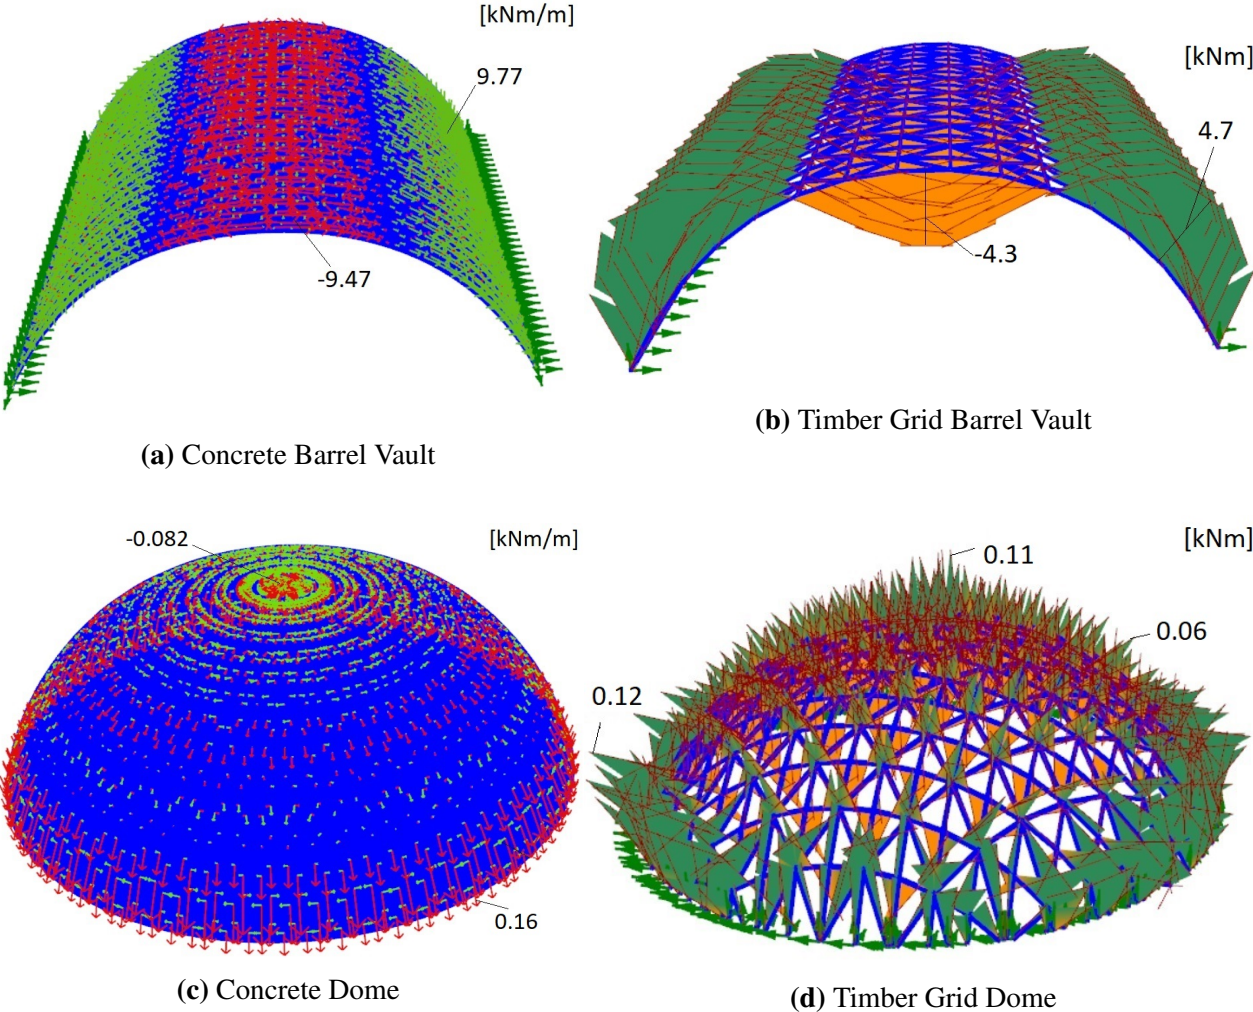 [kNm/m]
9.77
-9.47
(a) Concrete Barrel Vault
[kNm]
4.7
-4.3
(b) Timber Grid Barrel Vault
-0.082
[kNm/m]
0.16
(c) Concrete Dome
[kNm]
0.11
0.06
0.12
(d) Timber Grid Dome